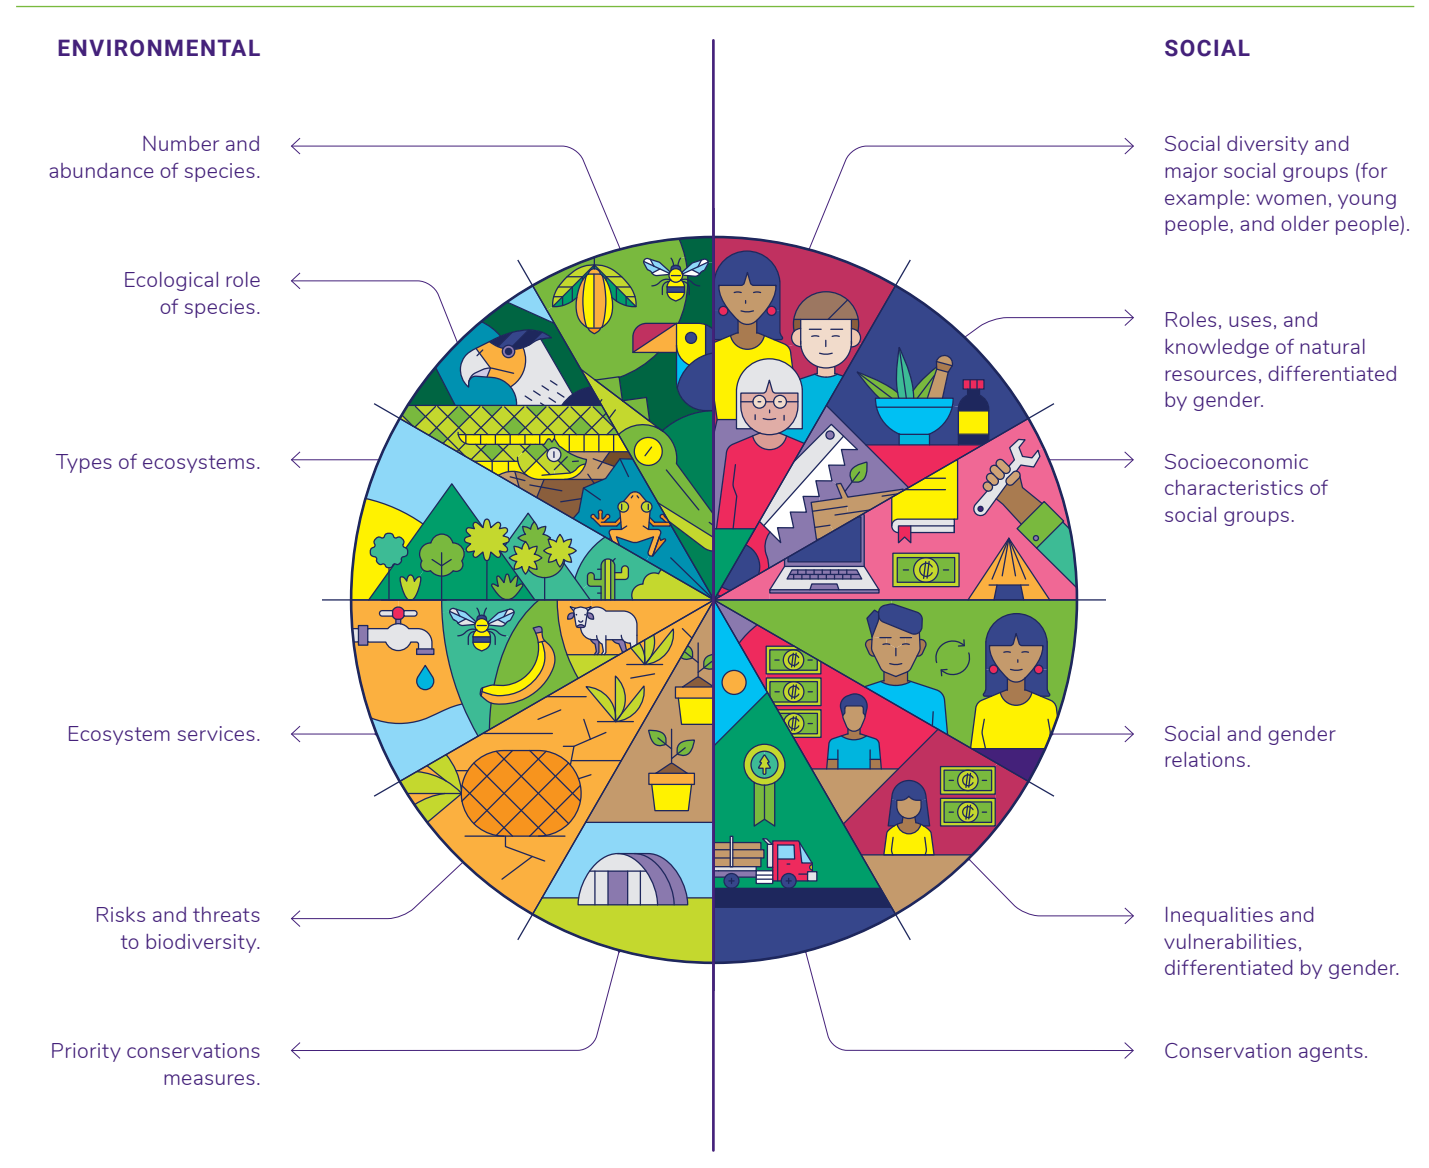 ENVIRONMENTAL
Number and
abundance of species.
Ecological role
of species.
Types of ecosystems.
Ecosystem services.
Risks and threats
to biodiversity.
Priority conservations
measures.
SOCIAL
Social diversity and
major social groups (for
example: women, young
people, and older people).
Roles, uses, and
knowledge of natural
resources, differentiated
by gender.
Socioeconomic
characteristics of
social groups.
Social and gender
relations.
Inequalities and
vulnerabilities,
differentiated by gender.
Conservation agents.